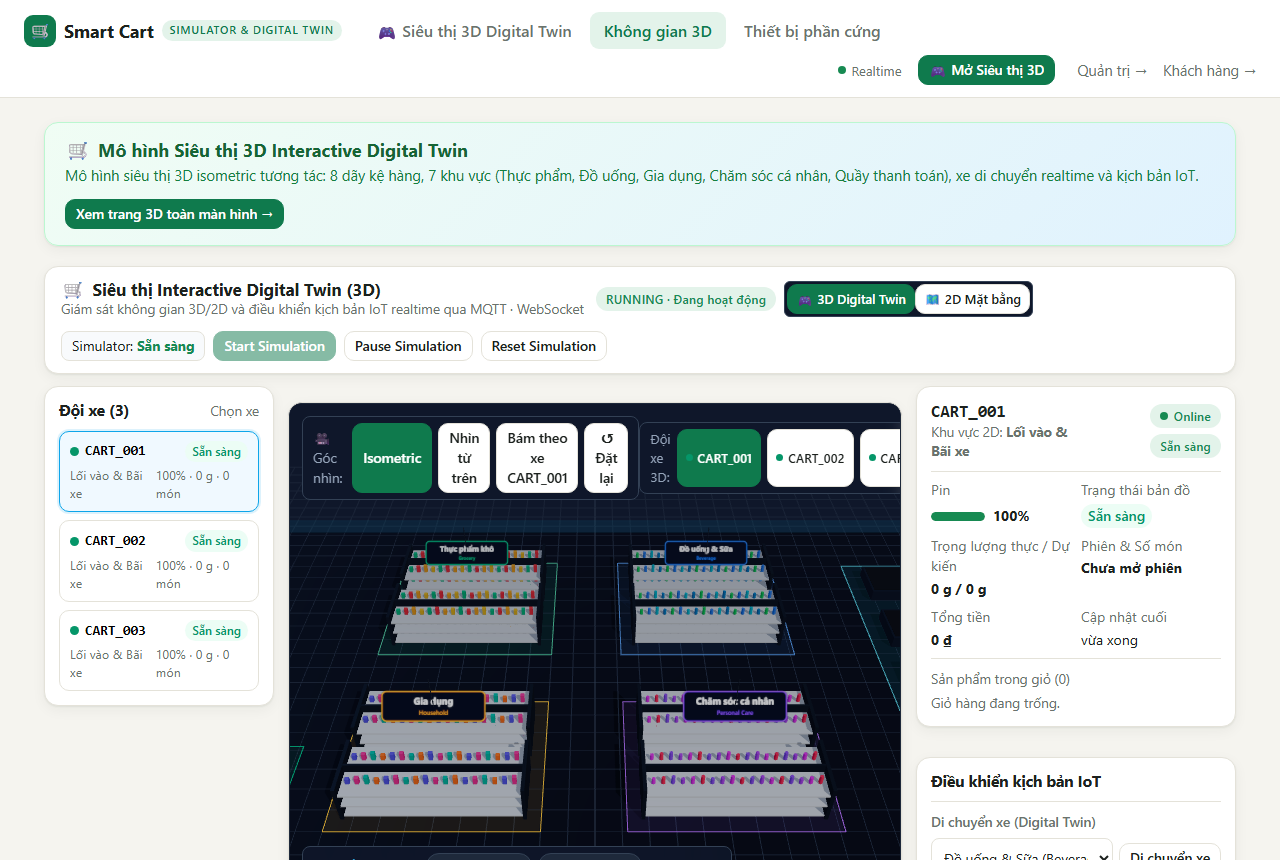 Smart Cart
SIMULATOR & DIGITAL TWIN
Siêu thị 3D Digital Twin
Không gian 3D
Thiết bị phần cứng
Realtime
Mở Siêu thị 3D
Quản trị →
Khách hàng →
Mô hình Siêu thị 3D Interactive Digital Twin
Mô hình siêu thị 3D isometric tương tác: 8 dãy kệ hàng, 7 khu vực (Thực phẩm, Đồ uống, Gia dụng, Chăm sóc cá nhân, Quầy thanh toán), xe di chuyển realtime và kịch bản IoT.
Xem trang 3D toàn màn hình →
Siêu thị Interactive Digital Twin (3D)
Giám sát không gian 3D/2D và điều khiển kịch bản IoT realtime qua MQTT · WebSocket
RUNNING · Đang hoạt động
3D Digital Twin
2D Mặt bằng
Simulator: Sẵn sàng
Start Simulation
Pause Simulation
Reset Simulation
Đội xe (3)
Chọn xe
CART_001
Sẵn sàng
Lối vào & Bãi
xe
100% · 0 g · 0
món
CART_002
Sẵn sàng
Lối vào & Bãi
xe
100% · 0 g · 0
món
CART_003
Sẵn sàng
Lối vào & Bãi
xe
100% · 0 g · 0
món
Góc
nhìn:
Isometric
Nhìn
từ
trên
Bám theo
xe
CART_001
↺
Đặt
lại
Đội
xe
3D:
CART_001
CART_002
Thực phẩm khô
Grocery
Đồ uống & Sữa
Beverage
Gia dụng
Household
Chăm sóc cá nhân
Personal Care
CART_001
Khu vực 2D: Lối vào &
Bãi xe
Online
Sẵn sàng
Pin
100%
Trạng thái bản đồ
Sẵn sàng
Trọng lượng thực / Dự
kiến
0 g / 0 g
Phiên & Số món
Chưa mở phiên
Tổng tiền
0 ₫
Cập nhật cuối
vừa xong
Sản phẩm trong giỏ (0)
Giỏ hàng đang trống.
Điều khiển kịch bản IoT
Di chuyển xe (Digital Twin)
Đồ uống & Sữa (Bevera
Di chuyển xe